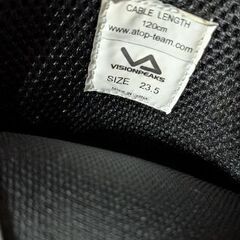 CABLE LENGTH
120cm
www.atop-team.com
VISIONPEAKS
SIZE 23.5